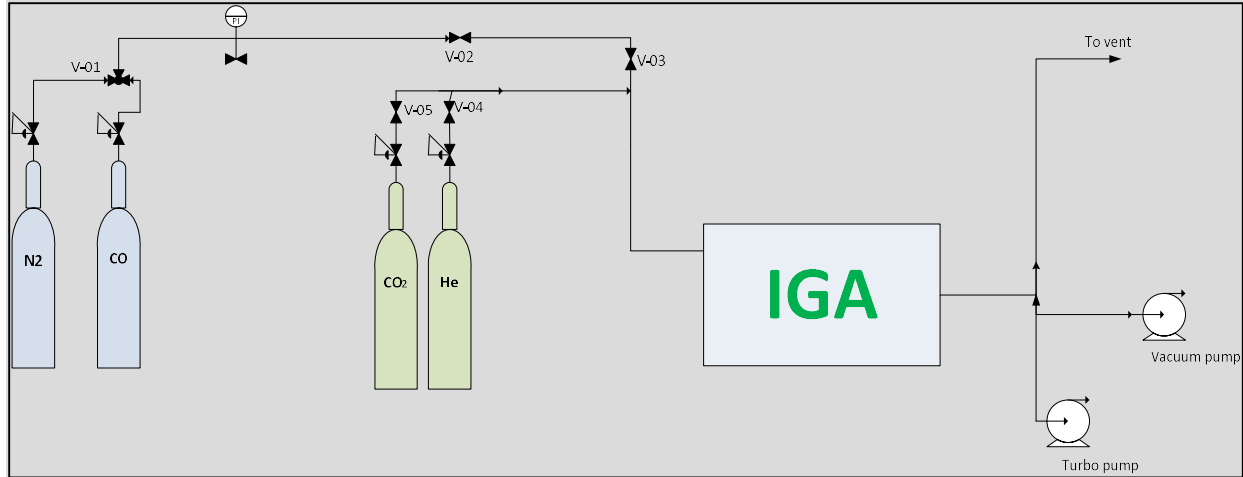 PI
To vent
V-01
V-02
V-03
V-05
V-04
N2
CO
CO₂
He
IGA
Vacuum pump
Turbo pump